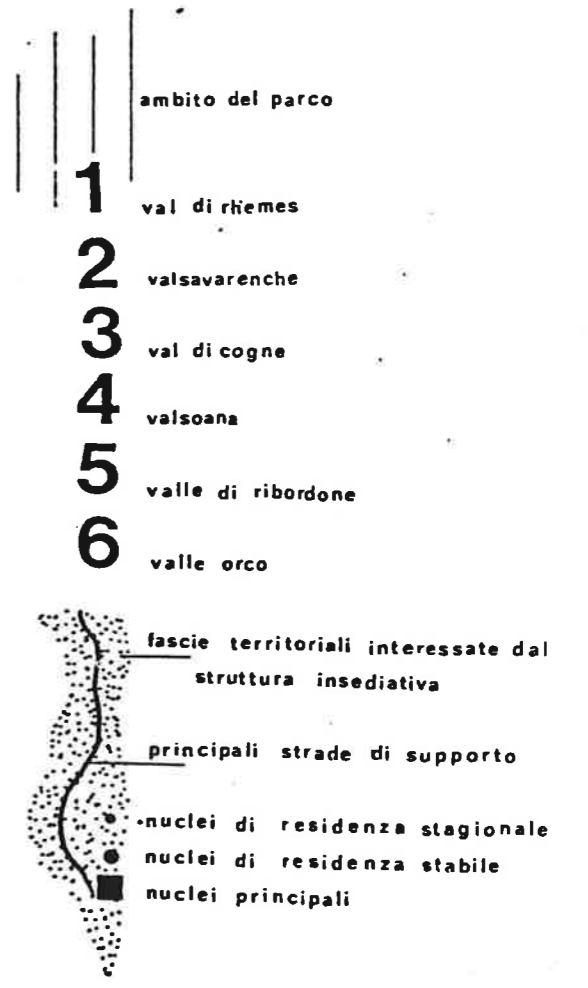 ambito del parco
1 val di rhemes
2 valsavarenche
3 val di cogne
4 valsoana
5 valle di ribordone
6 valle orco
fascie territoriali interessate dal
struttura insediativa
principali strade di supporto
nuclei di residenza stagionale
nuclei di residenza stabile
nuclei principali